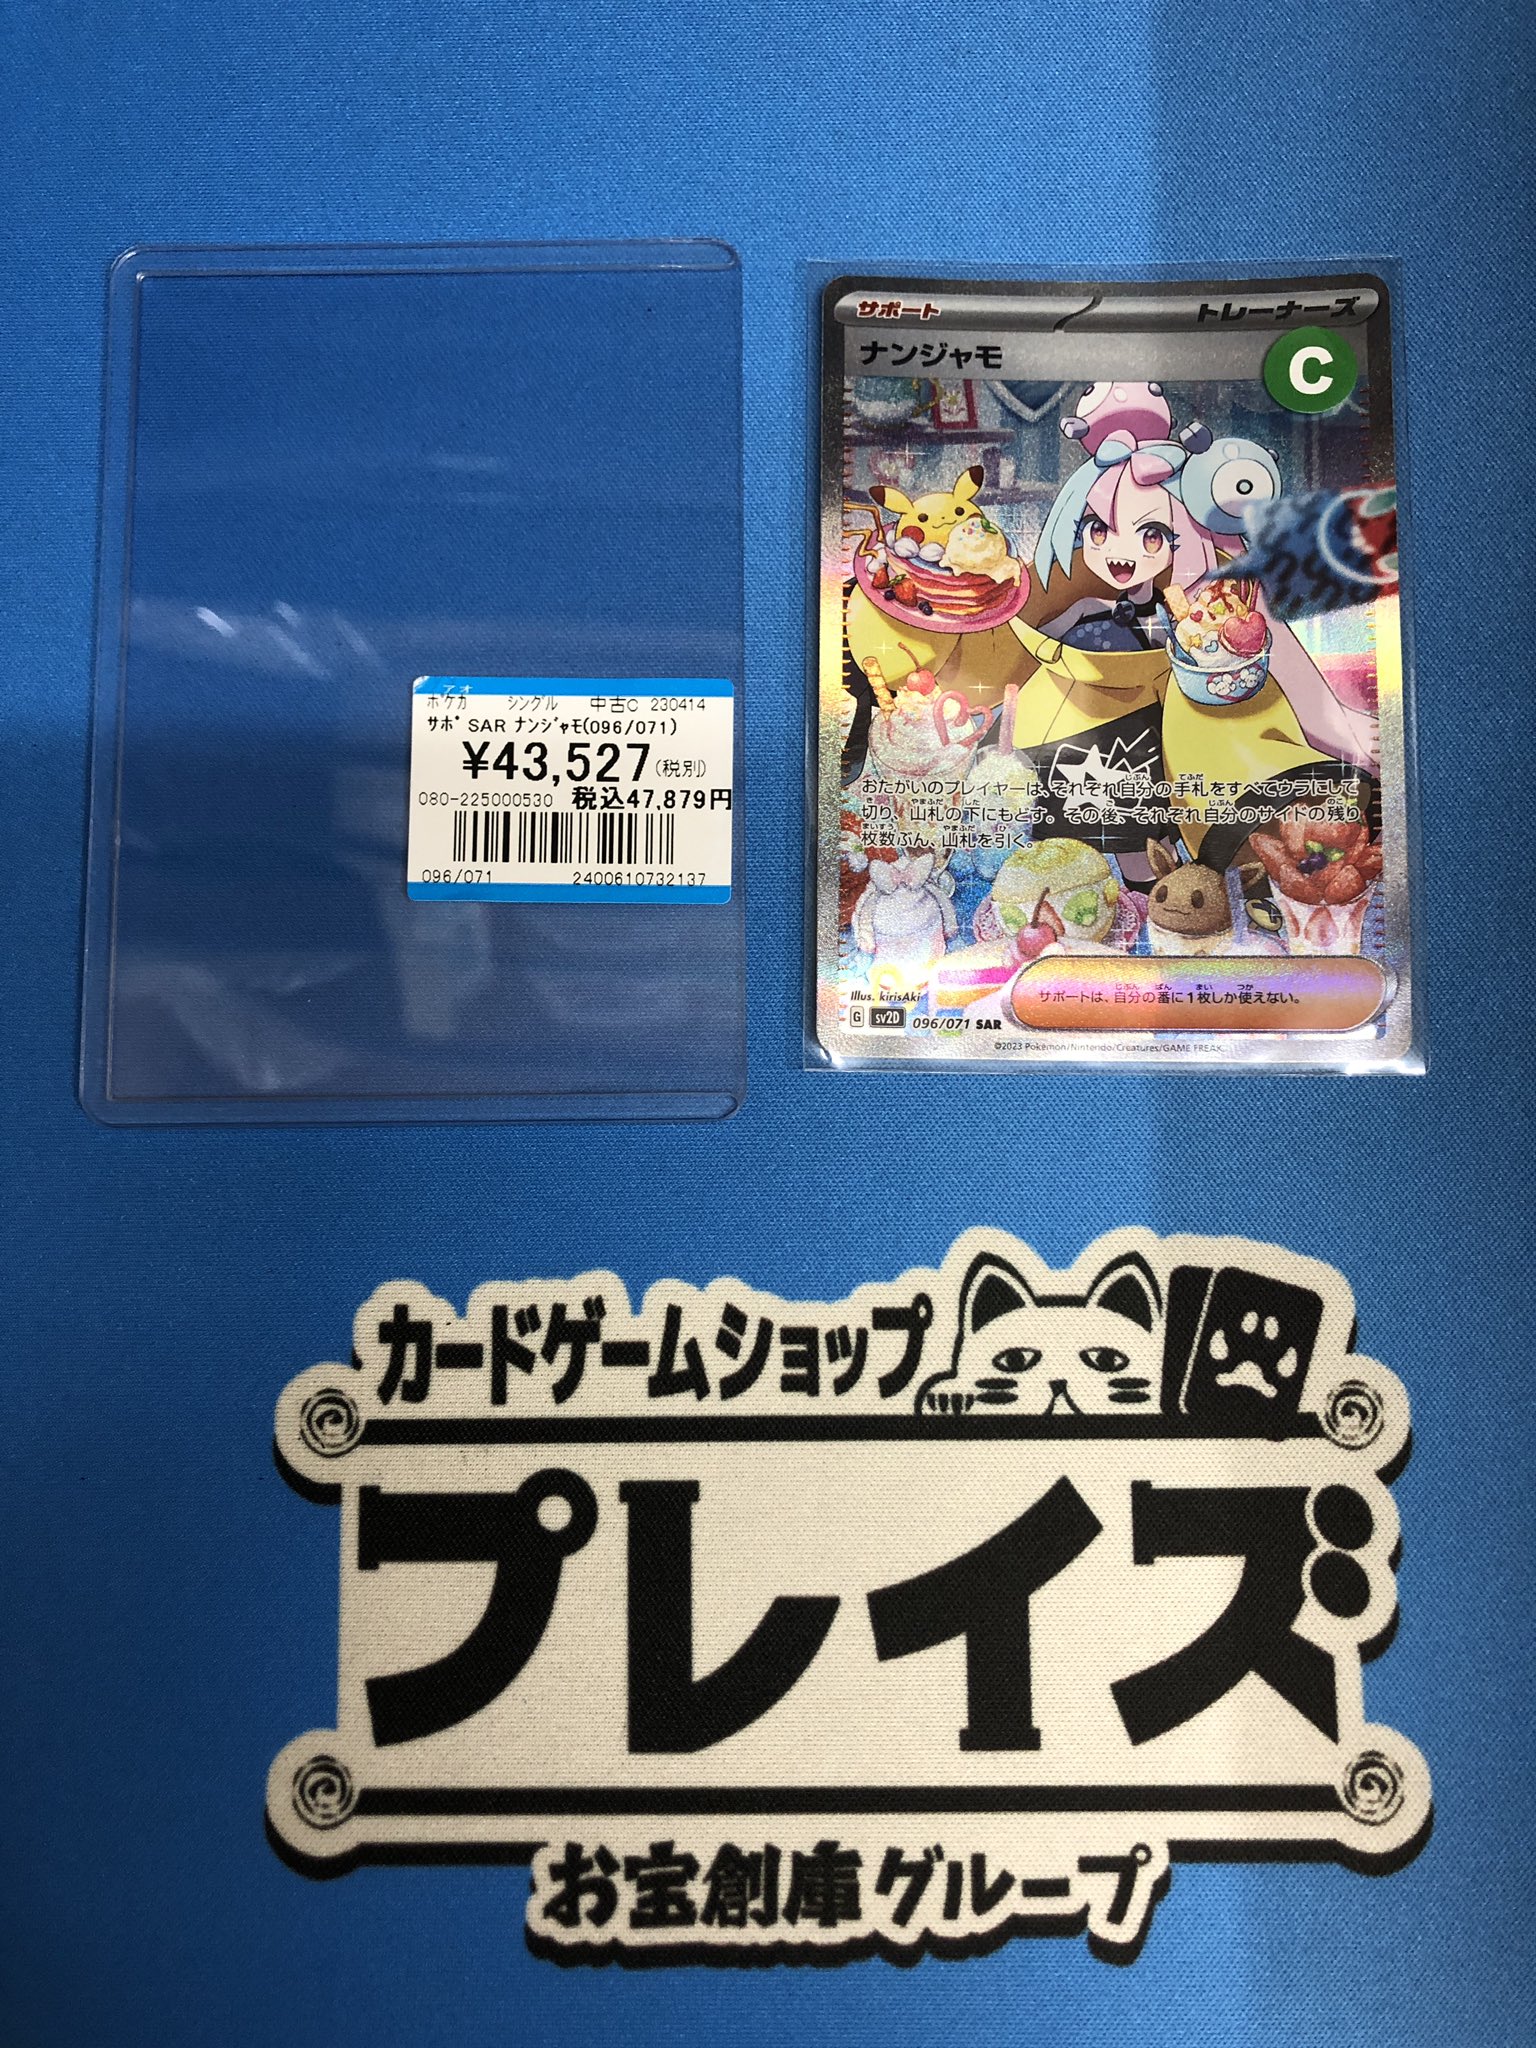 ポケカ シングル 中古C 230414
サポ SAR ナンジャモ(096/071)
¥43,527(税別)
080-225000530 税込47,879円
096/071 2400610732137
サポート トレーナーズ
ナンジャモ
C
おたがいのプレイヤーは、それぞれ自分の手札をすべてウラにして
切り、山札の下にもどす。その後、それぞれ自分のサイドの残り
枚数ぶん、山札を引く。
サポートは、自分の番に1枚しか使えない。
Illus. kirisAki
G sv2D 096/071 SAR
©2023 Pokémon/Nintendo/Creatures/GAME FREAK.
カードゲームショップ
プレイズ
お宝創庫グループ